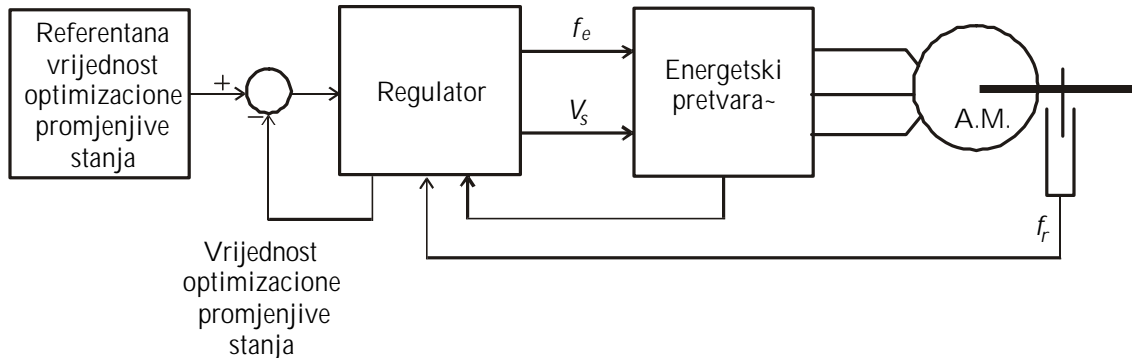 Referentana
vrijednost
optimizacione
promjenjive
stanja
+
−
Regulator
f_e
V_s
Energetski
pretvara~
A.M.
f_r
Vrijednost
optimizacione
promjenjive
stanja